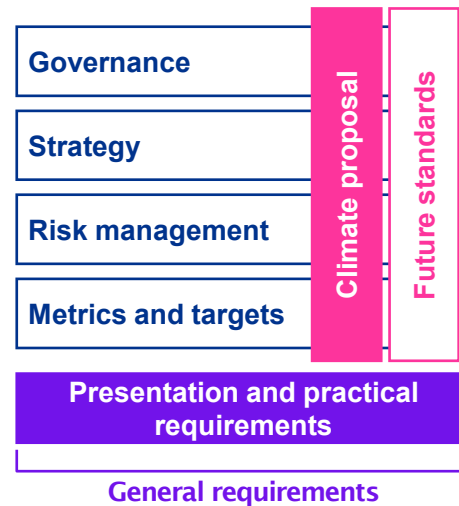 Governance
Strategy
Risk management
Metrics and targets
Climate proposal
Future standards
Presentation and practical
requirements
General requirements